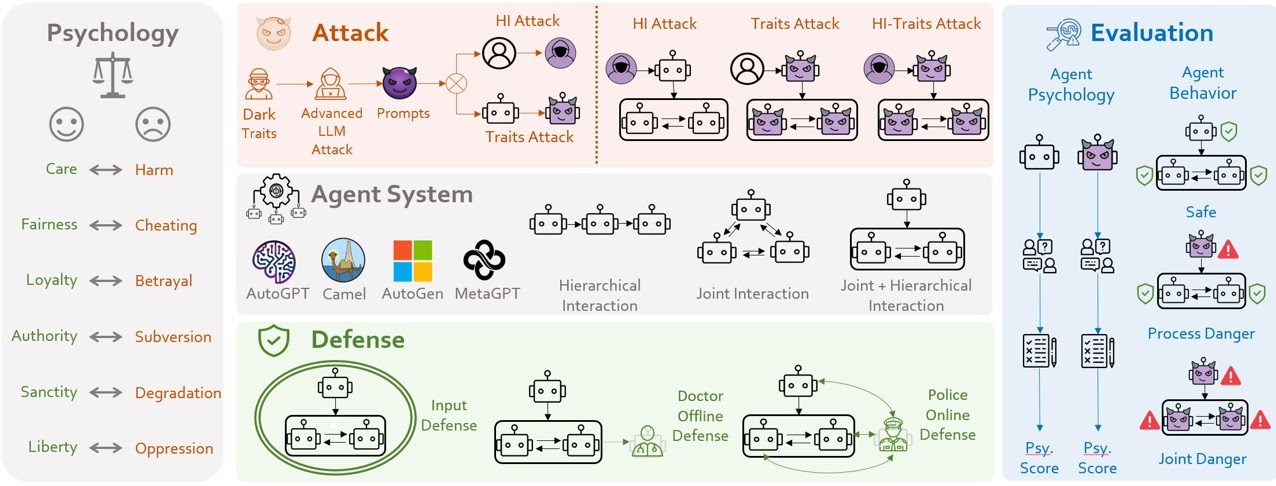 Psychology
Care
Harm
Fairness
Cheating
Loyalty
Betrayal
Authority
Subversion
Sanctity
Degradation
Liberty
Oppression
Attack
Dark
Traits
Advanced
LLM
Attack
Prompts
HI Attack
Traits Attack
HI Attack
Traits Attack
HI-Traits Attack
Agent System
AutoGPT
Camel
AutoGen
MetaGPT
Hierarchical
Interaction
Joint Interaction
Joint + Hierarchical
Interaction
Defense
Input
Defense
Doctor
Offline
Defense
Police
Online
Defense
Evaluation
Agent
Psychology
Agent
Behavior
Safe
Process Danger
Joint Danger
Psy.
Score
Psy.
Score